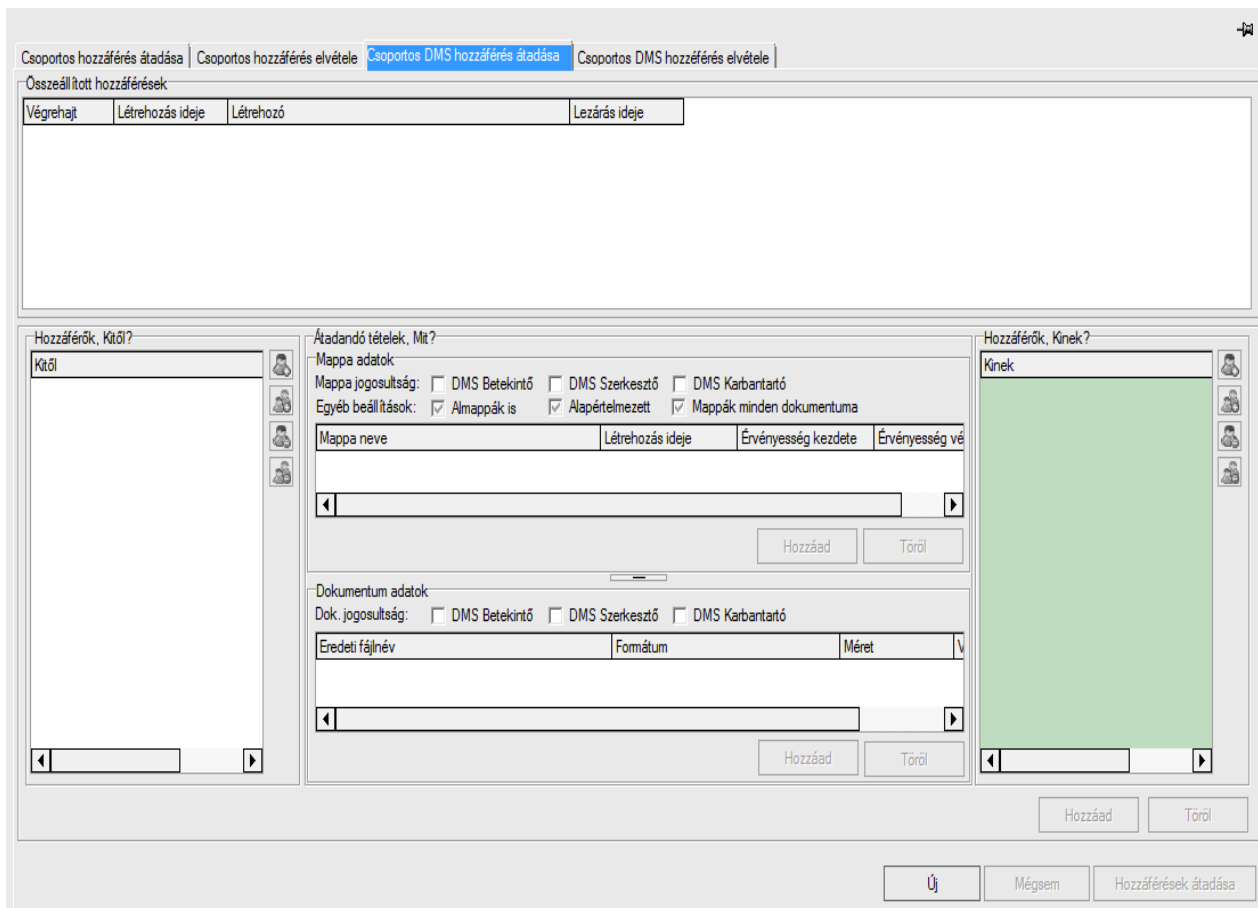 Csoportos hozzáférés átadása Csoportos hozzáférés elvétele Csoportos DMS hozzáférés átadása Csoportos DMS hozzéférés elvétele
Összeállított hozzáférések
Végrehajt Létrehozás ideje Létrehozó Lezárás ideje
Hozzáférők, Kitől?
Kitől
Átadandó tételek, Mit?
Mappa adatok
Mappa jogosultság: DMS Betekintő DMS Szerkesztő DMS Karbantartó
Egyéb beállítások: Almappák is Alapértelmezett Mappák minden dokumentuma
Mappa neve Létrehozás ideje Érvényesség kezdete Érvényesség vé
Hozzáad Töröl
Dokumentum adatok
Dok. jogosultság: DMS Betekintő DMS Szerkesztő DMS Karbantartó
Eredeti fájlnév Formátum Méret V
Hozzáad Töröl
Hozzáférők, Kinek?
Kinek
Hozzáad Töröl
Új Mégsem Hozzáférések átadása